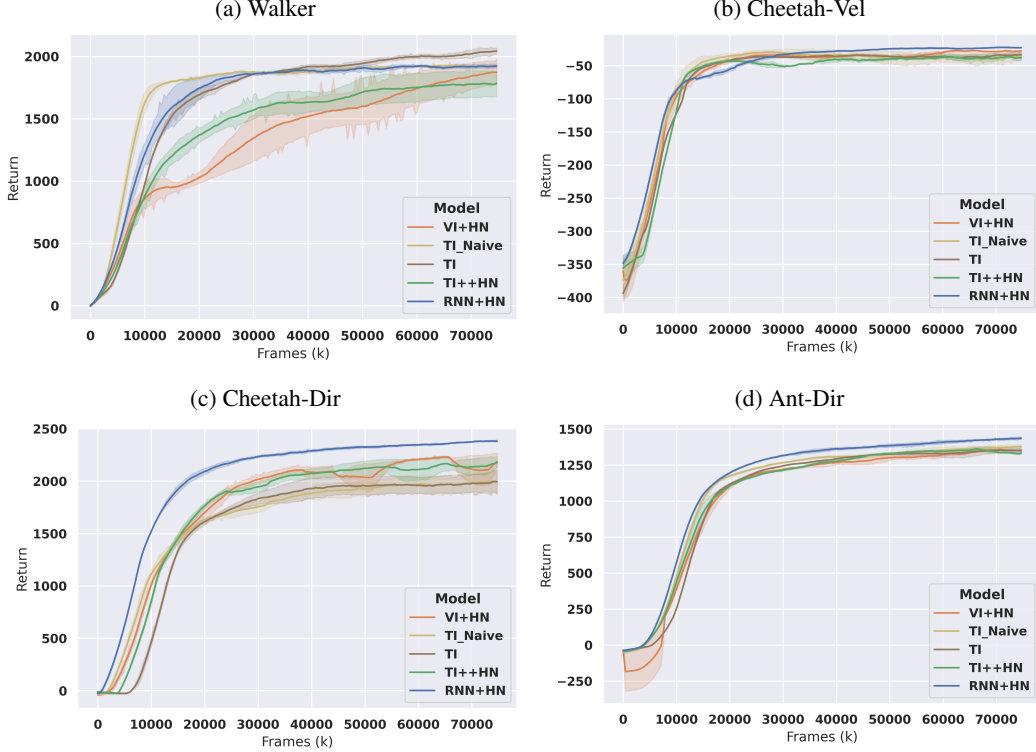 (a) Walker
2000
1500
1000
500
0
Return
0 10000 20000 30000 40000 50000 60000 70000
Frames (k)
Model
VI+HN
TI_Naive
TI
TI++HN
RNN+HN
(b) Cheetah-Vel
−50
−100
−150
−200
−250
−300
−350
−400
Return
0 10000 20000 30000 40000 50000 60000 70000
Frames (k)
Model
VI+HN
TI_Naive
TI
TI++HN
RNN+HN
(c) Cheetah-Dir
2500
2000
1500
1000
500
0
Return
0 10000 20000 30000 40000 50000 60000 70000
Frames (k)
Model
VI+HN
TI_Naive
TI
TI++HN
RNN+HN
(d) Ant-Dir
1500
1250
1000
750
500
250
0
−250
Return
0 10000 20000 30000 40000 50000 60000 70000
Frames (k)
Model
VI+HN
TI_Naive
TI
TI++HN
RNN+HN